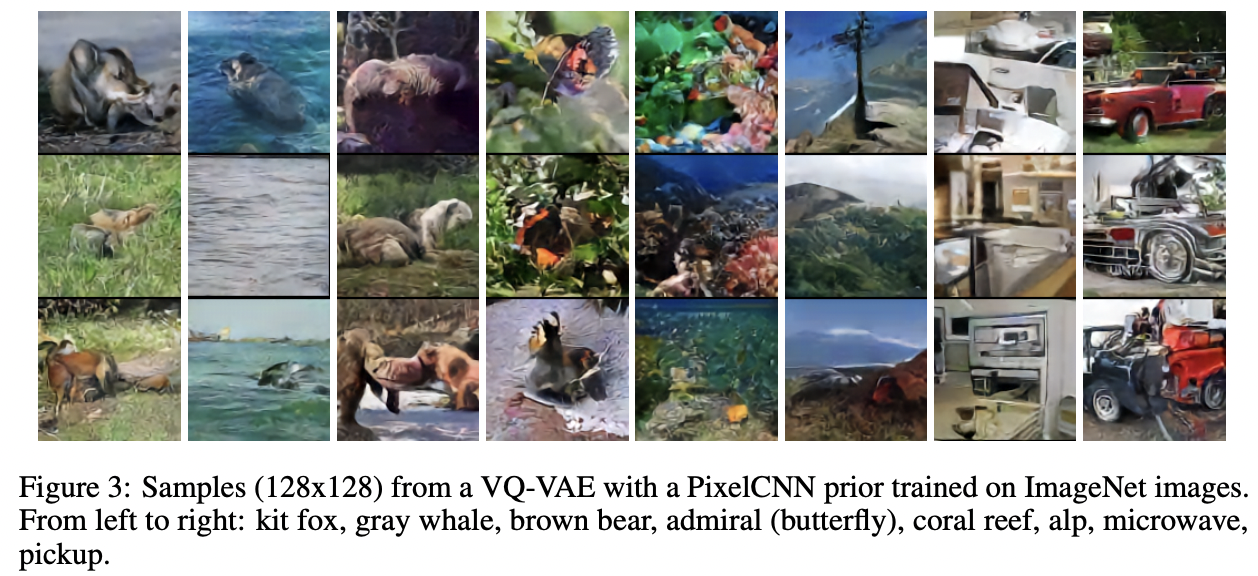 Figure 3: Samples (128x128) from a VQ-VAE with a PixelCNN prior trained on ImageNet images.
From left to right: kit fox, gray whale, brown bear, admiral (butterfly), coral reef, alp, microwave,
pickup.